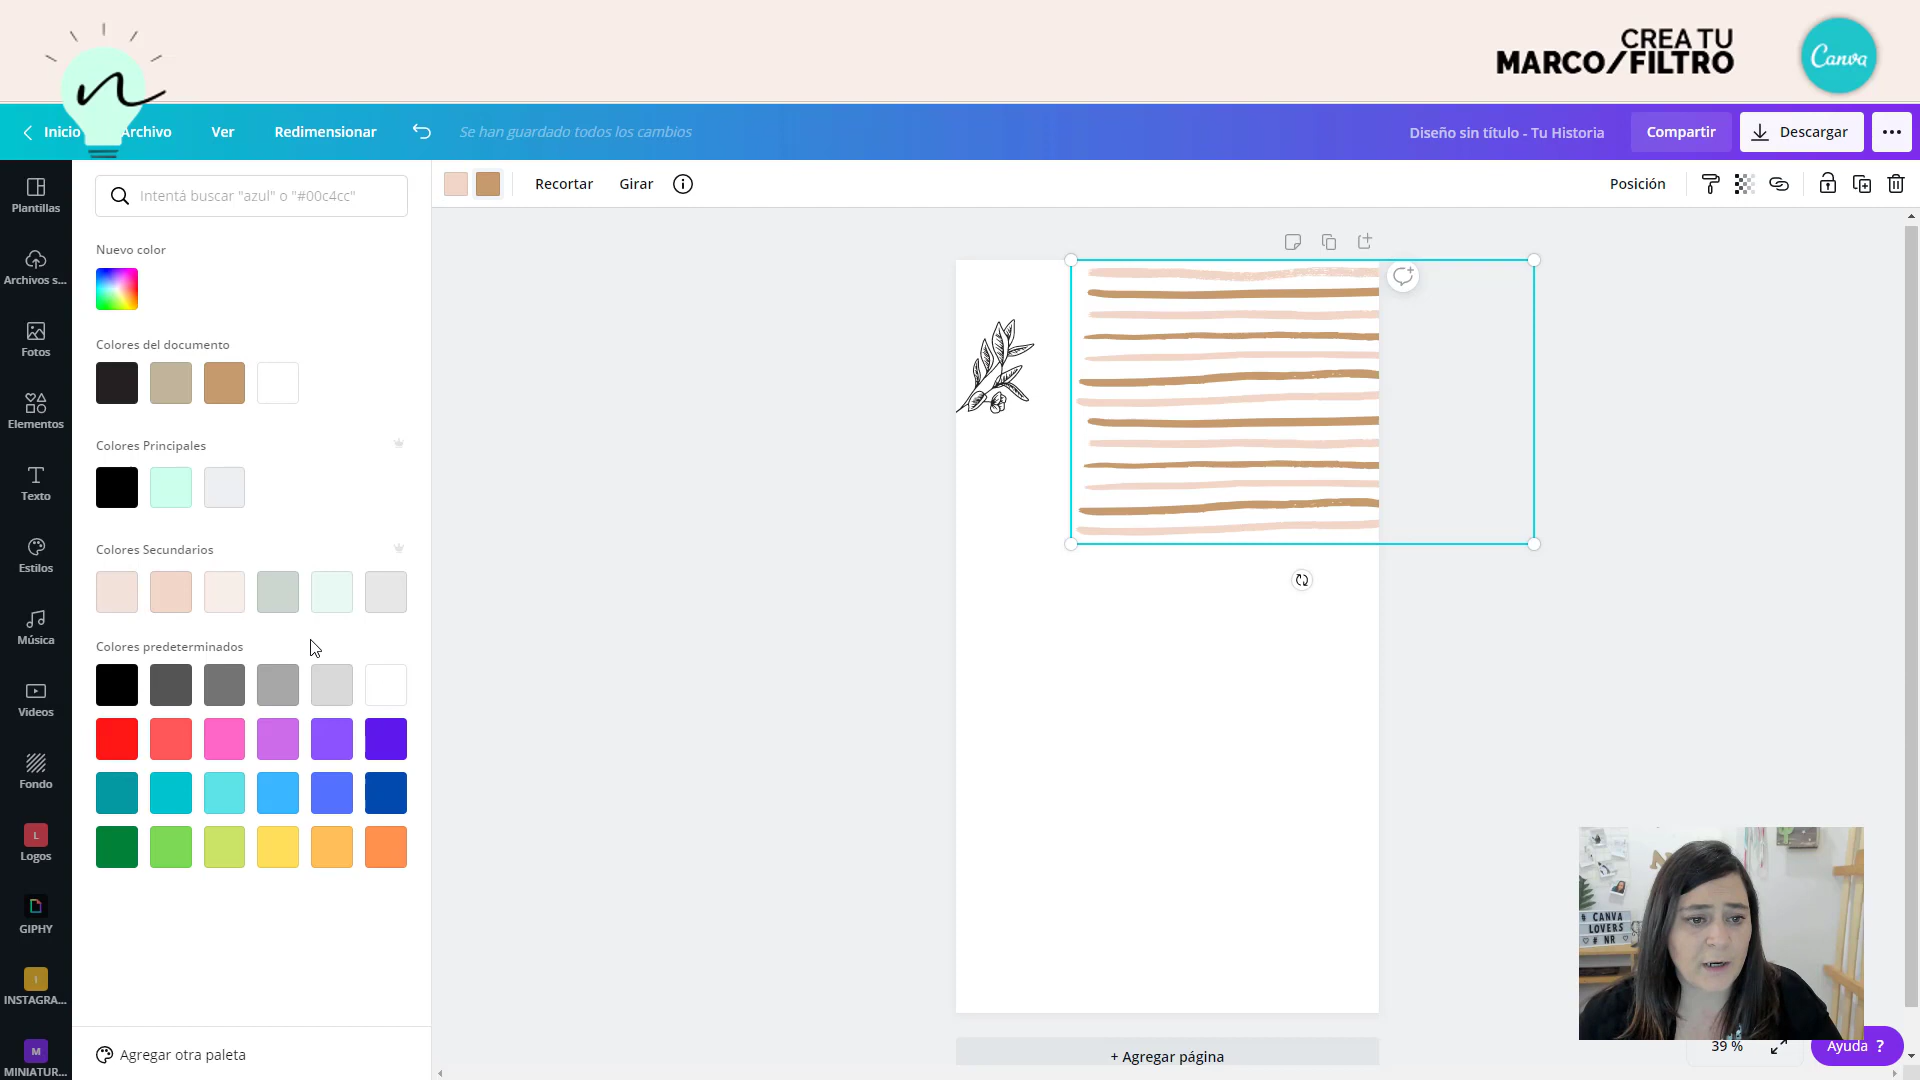 CREA TU
MARCO/FILTRO
Canva
Inicio
Archivo
Ver
Redimensionar
Se han guardado todos los cambios
Diseño sin título - Tu Historia
Compartir
Descargar
Plantillas
Archivos s...
Fotos
Elementos
Texto
Estilos
Música
Videos
Fondo
L
Logos
GIPHY
I
INSTAGRA...
M
MINIATUR...
Intentá buscar "azul" o "#00c4cc"
Nuevo color
Colores del documento
Colores Principales
Colores Secundarios
Colores predeterminados
Agregar otra paleta
Recortar
Girar
Posición
+ Agregar página
# CANVA
LOVERS
♡ # NR ♡
39 %
Ayuda ?